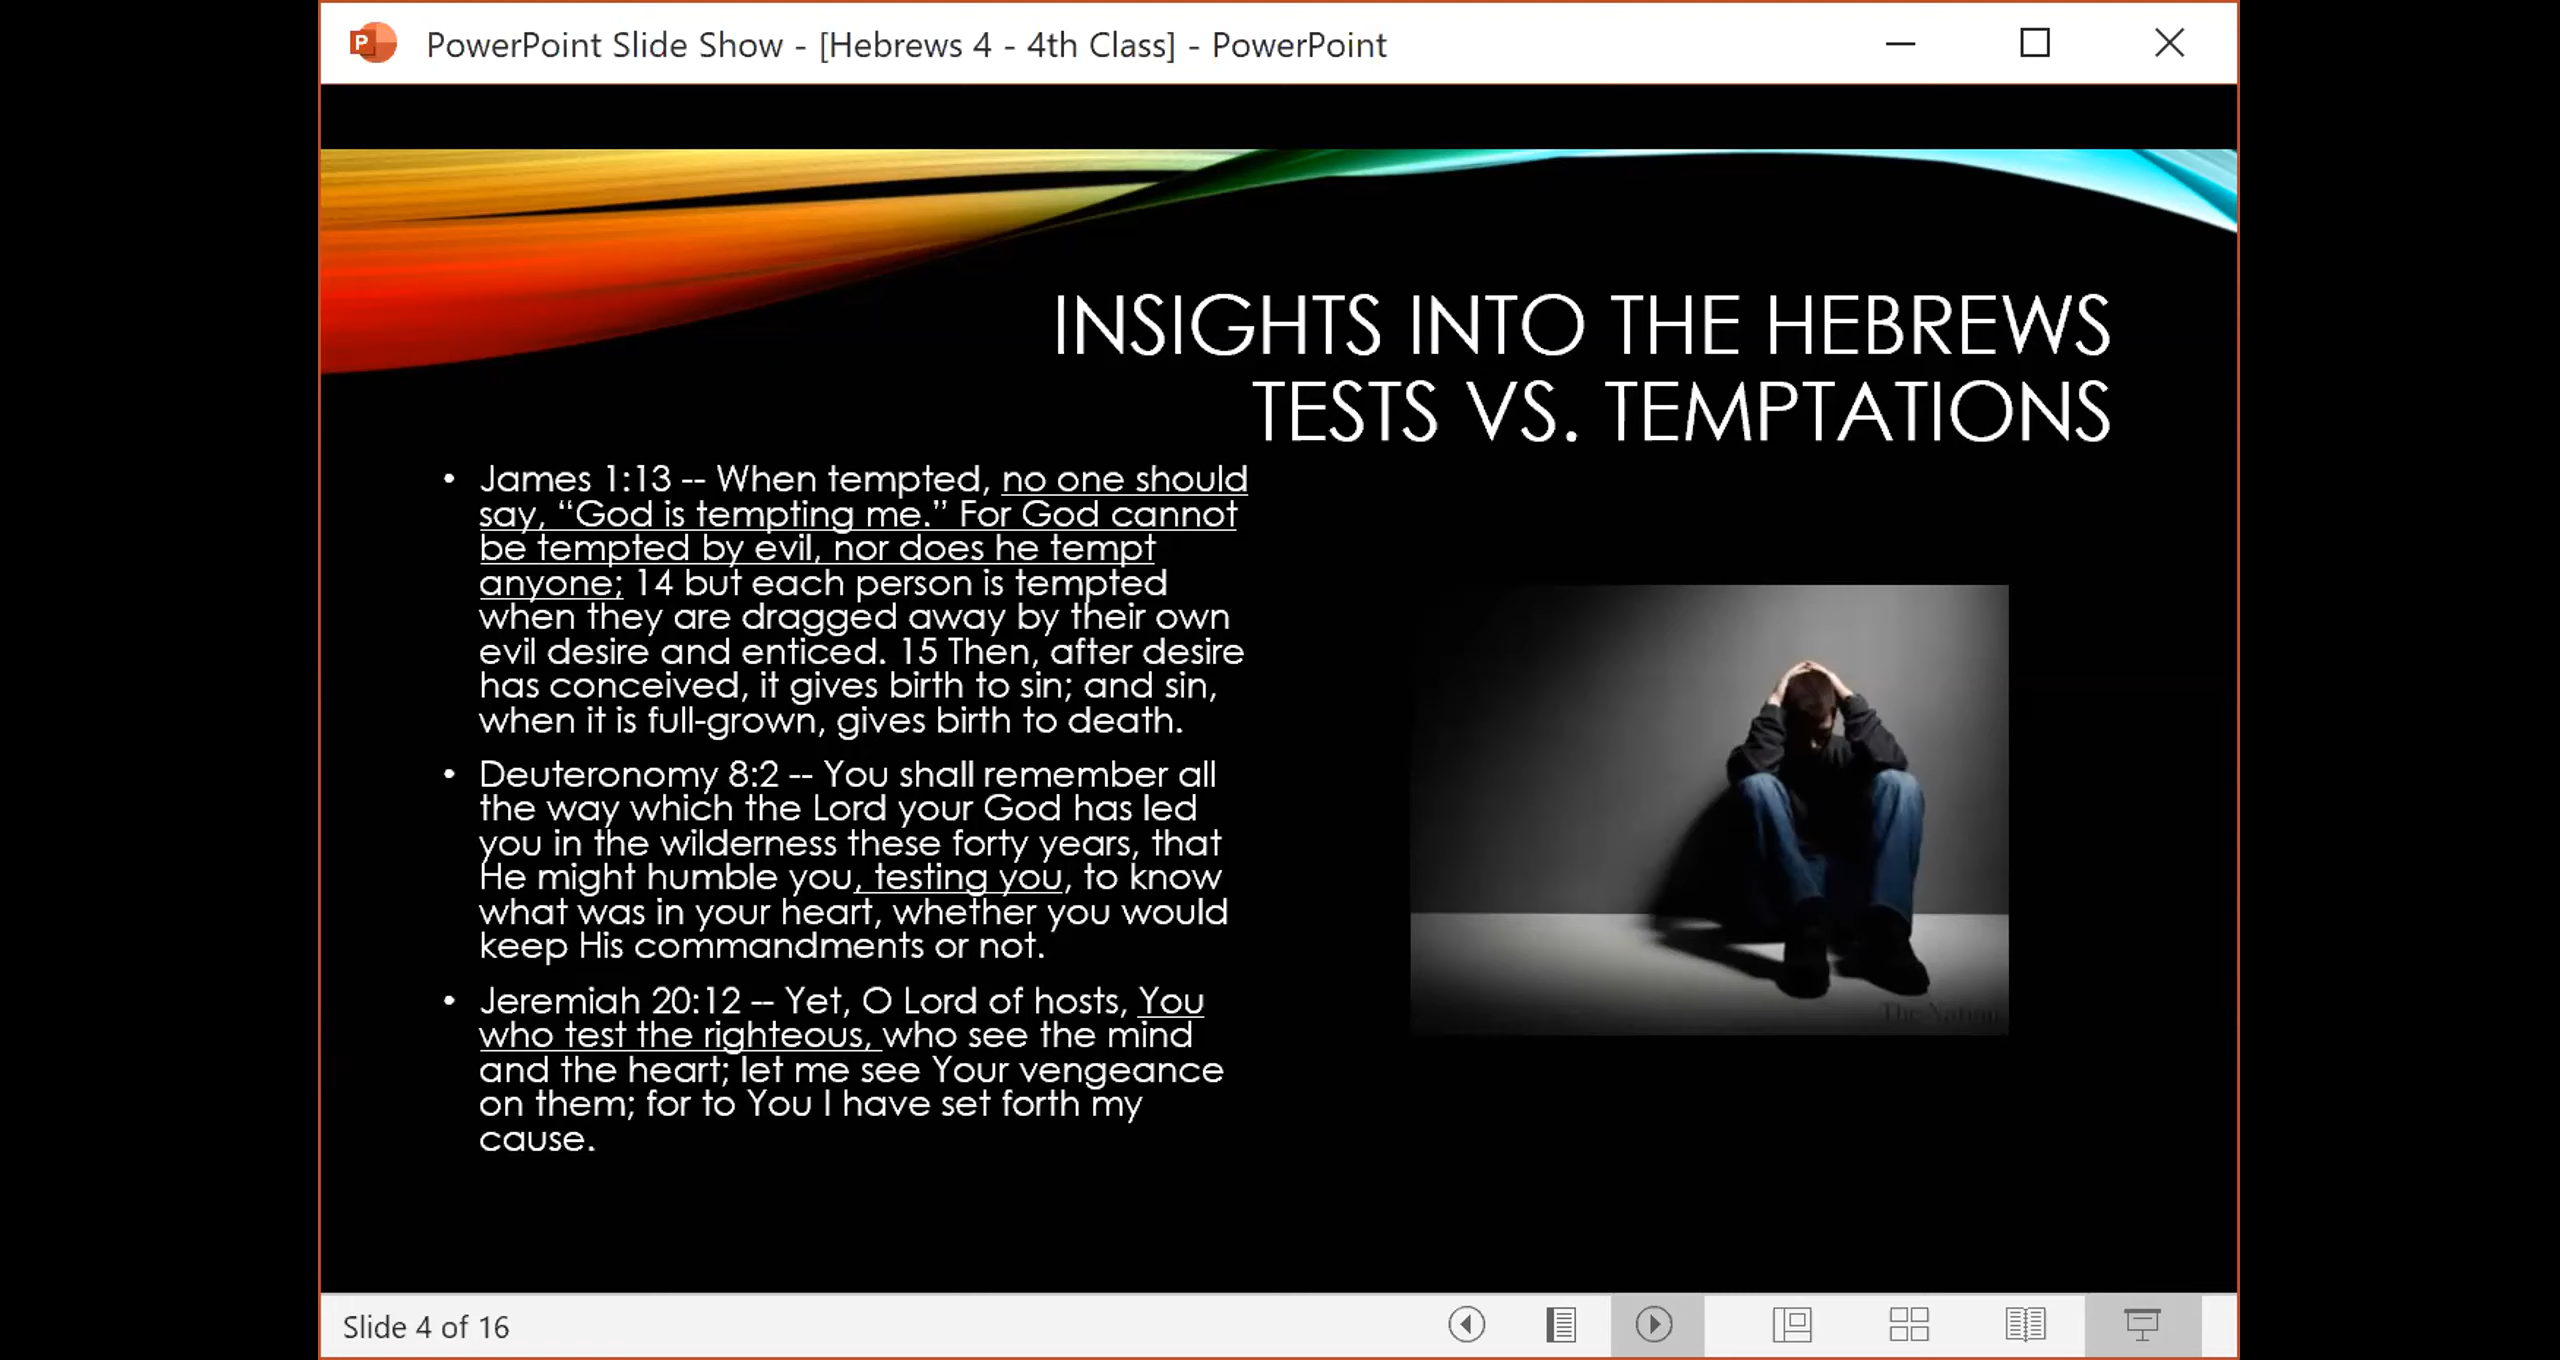 PowerPoint Slide Show - [Hebrews 4 - 4th Class] - PowerPoint
INSIGHTS INTO THE HEBREWS
TESTS VS. TEMPTATIONS
• James 1:13 -- When tempted, no one should
say, “God is tempting me.” For God cannot
be tempted by evil, nor does he tempt
anyone; 14 but each person is tempted
when they are dragged away by their own
evil desire and enticed. 15 Then, after desire
has conceived, it gives birth to sin; and sin,
when it is full-grown, gives birth to death.
• Deuteronomy 8:2 -- You shall remember all
the way which the Lord your God has led
you in the wilderness these forty years, that
He might humble you, testing you, to know
what was in your heart, whether you would
keep His commandments or not.
• Jeremiah 20:12 -- Yet, O Lord of hosts, You
who test the righteous, who see the mind
and the heart; let me see Your vengeance
on them; for to You I have set forth my
cause.
The Nation
Slide 4 of 16